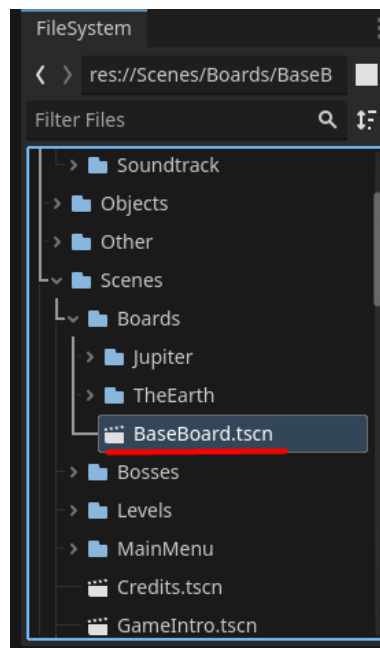 FileSystem
res://Scenes/Boards/BaseB
Filter Files
Soundtrack
Objects
Other
Scenes
Boards
Jupiter
TheEarth
BaseBoard.tscn
Bosses
Levels
MainMenu
Credits.tscn
GameIntro.tscn